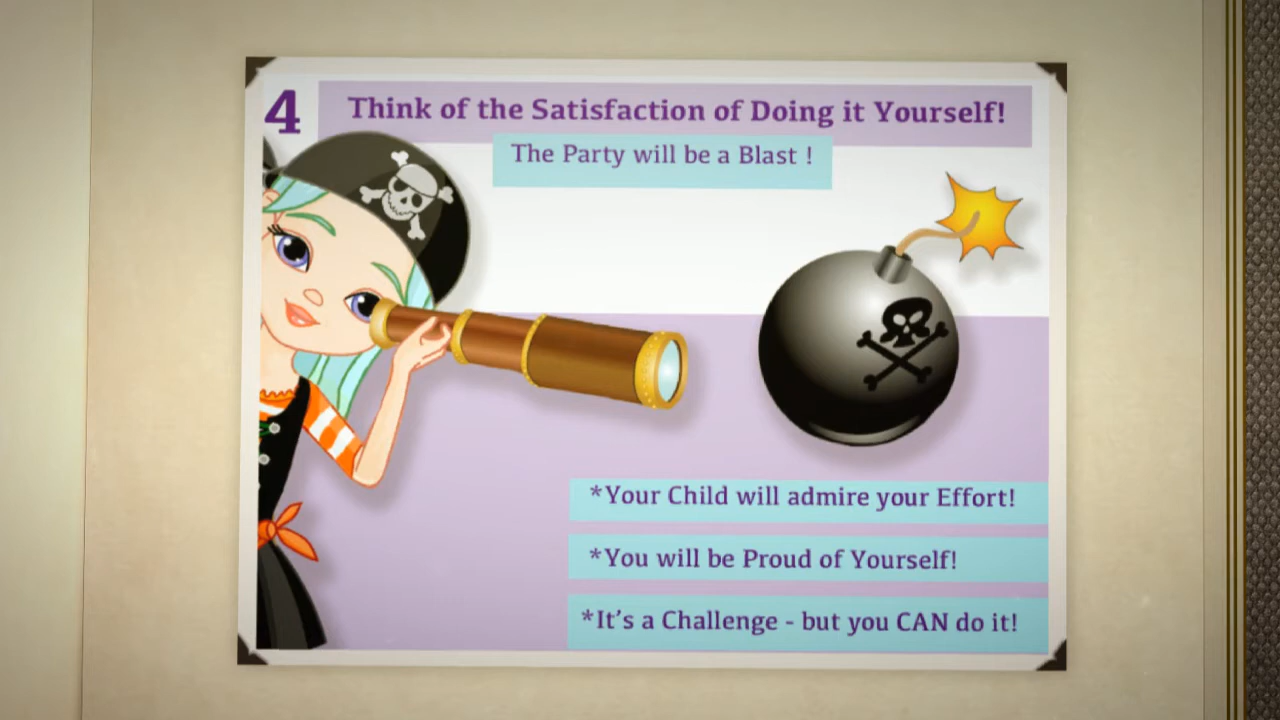 4
Think of the Satisfaction of Doing it Yourself!
The Party will be a Blast !
*Your Child will admire your Effort!
*You will be Proud of Yourself!
*It's a Challenge - but you CAN do it!